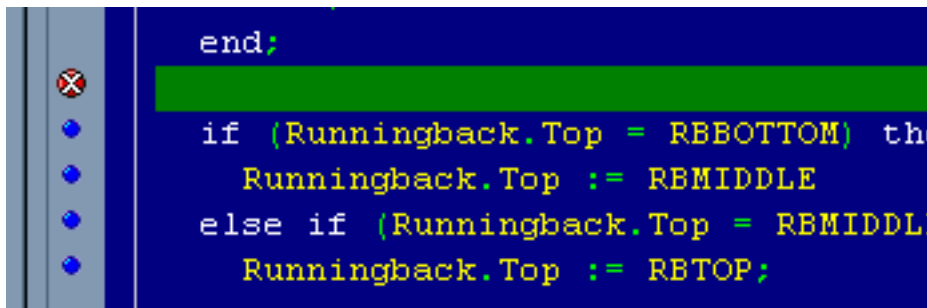 end;
if (Runningback.Top = RBBOTTOM) the
Runningback.Top := RBMIDDLE
else if (Runningback.Top = RBMIDDL
Runningback.Top := RBTOP;